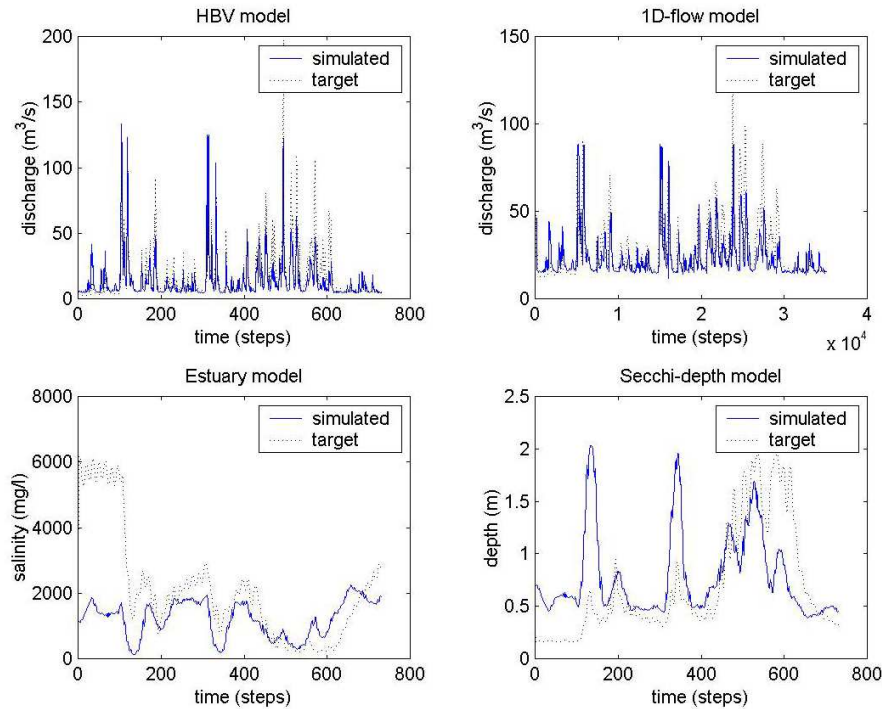 HBV model
200
150
100
50
0
0
200
400
600
800
discharge (m³/s)
time (steps)
simulated
target
1D-flow model
150
100
50
0
0
1
2
3
4
x 10⁴
discharge (m³/s)
time (steps)
simulated
target
Estuary model
8000
6000
4000
2000
0
0
200
400
600
800
salinity (mg/l)
time (steps)
simulated
target
Secchi-depth model
2.5
2
1.5
1
0.5
0
0
200
400
600
800
depth (m)
time (steps)
simulated
target